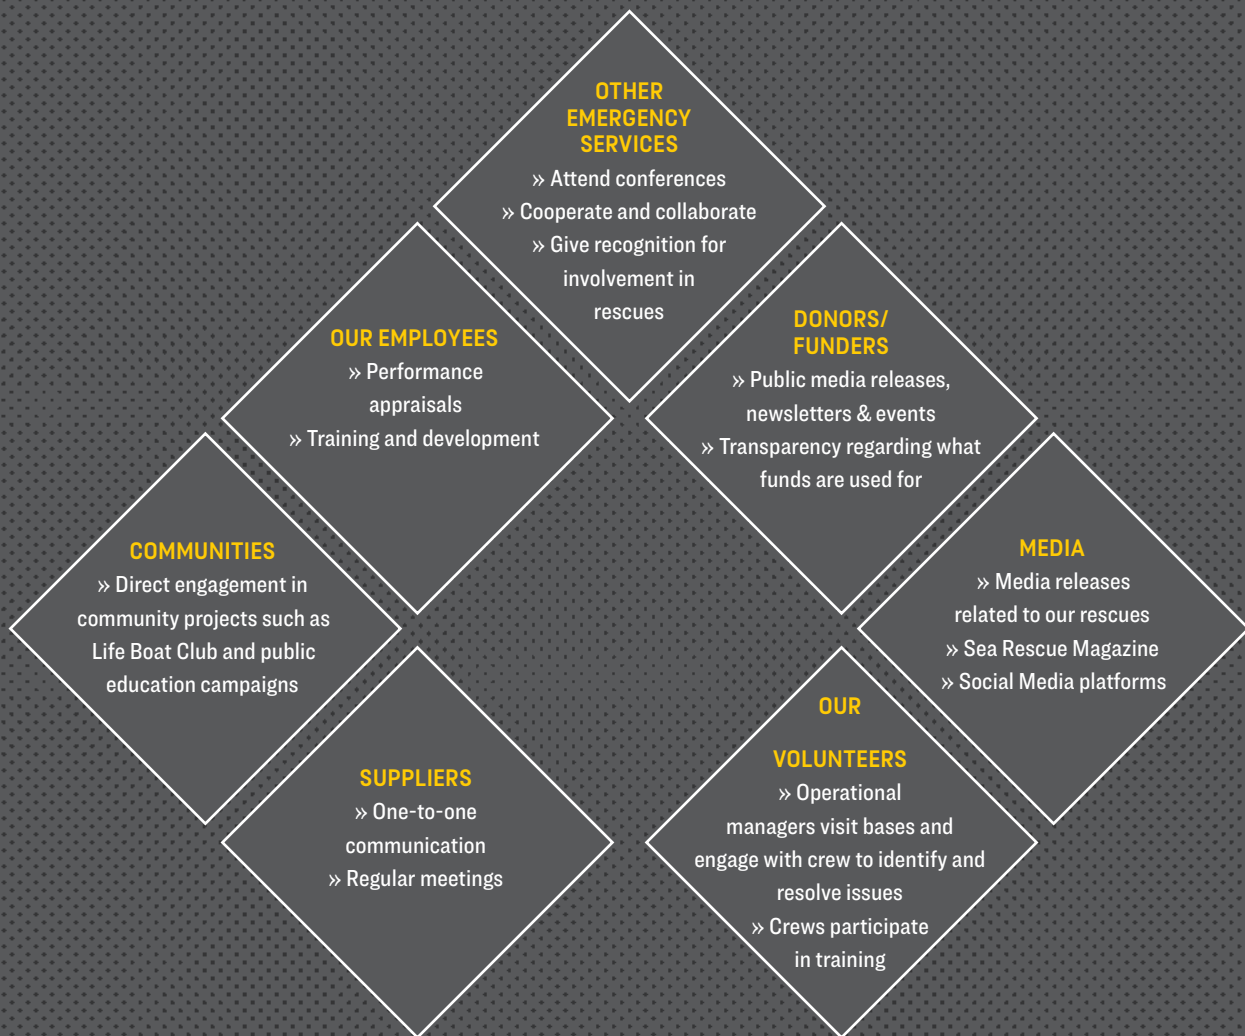 OTHER
EMERGENCY
SERVICES
» Attend conferences
» Cooperate and collaborate
» Give recognition for
involvement in
rescues
OUR EMPLOYEES
» Performance
appraisals
» Training and development
DONORS/
FUNDERS
» Public media releases,
newsletters & events
» Transparency regarding what
funds are used for
COMMUNITIES
» Direct engagement in
community projects such as
Life Boat Club and public
education campaigns
MEDIA
» Media releases
related to our rescues
» Sea Rescue Magazine
» Social Media platforms
SUPPLIERS
» One-to-one
communication
» Regular meetings
OUR
VOLUNTEERS
» Operational
managers visit bases and
engage with crew to identify and
resolve issues
» Crews participate
in training